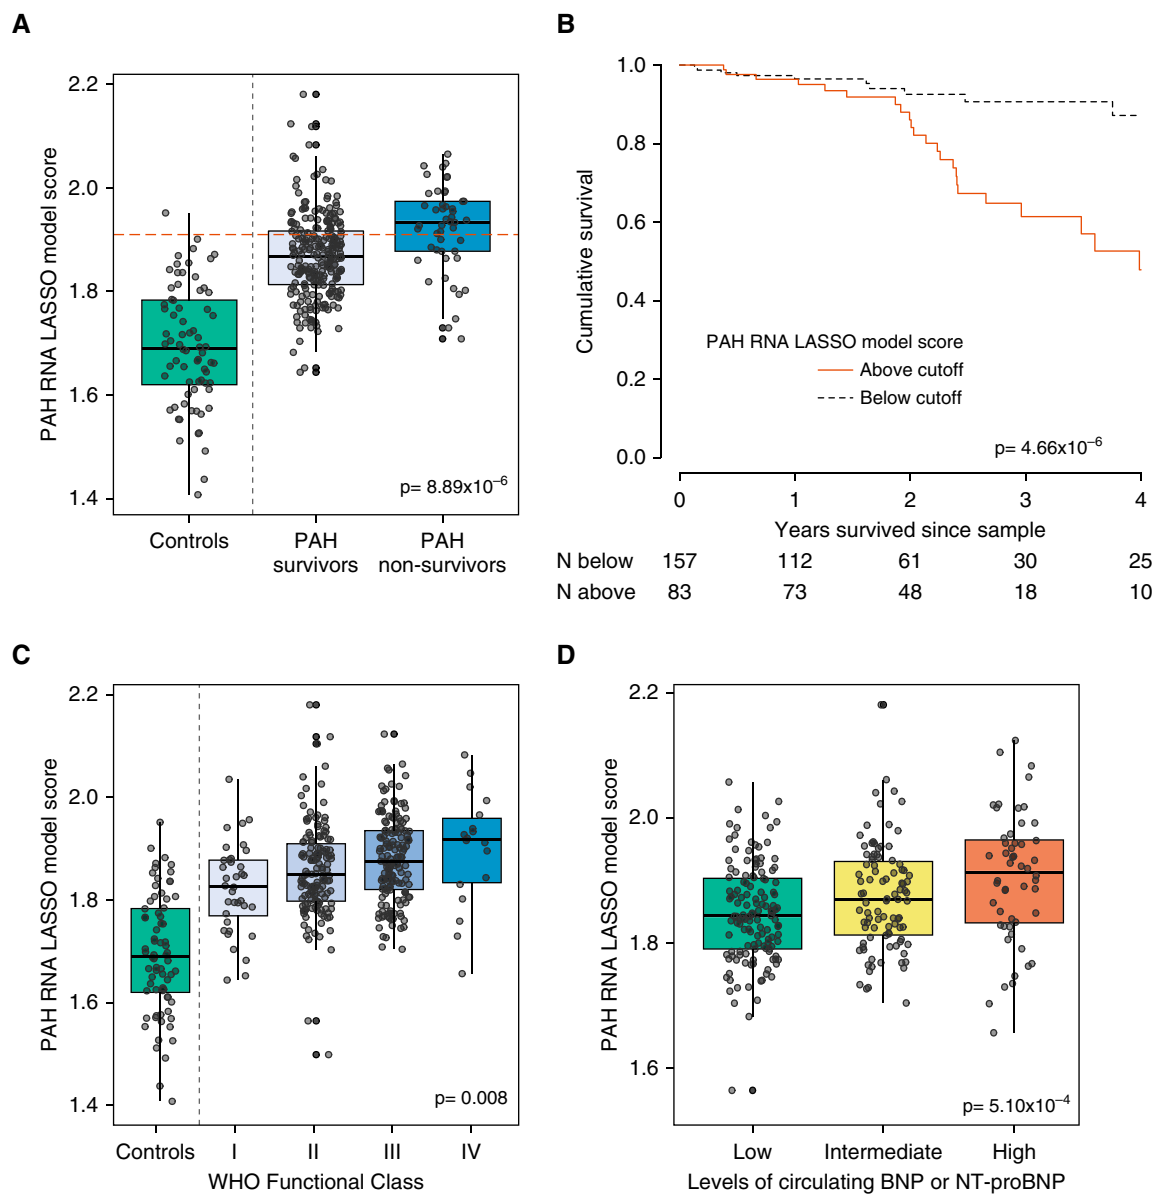 A
PAH RNA LASSO model score
2.2
2.0
1.8
1.6
1.4
p= 8.89x10⁻⁶
Controls
PAH survivors
PAH non-survivors
B
Cumulative survival
1.0
0.8
0.6
0.4
0.2
0.0
PAH RNA LASSO model score
Above cutoff
Below cutoff
p= 4.66x10⁻⁶
0 1 2 3 4
Years survived since sample
N below 157 112 61 30 25
N above 83 73 48 18 10
C
PAH RNA LASSO model score
2.2
2.0
1.8
1.6
1.4
p= 0.008
Controls I II III IV
WHO Functional Class
D
PAH RNA LASSO model score
2.2
2.0
1.8
1.6
p= 5.10x10⁻⁴
Low Intermediate High
Levels of circulating BNP or NT-proBNP